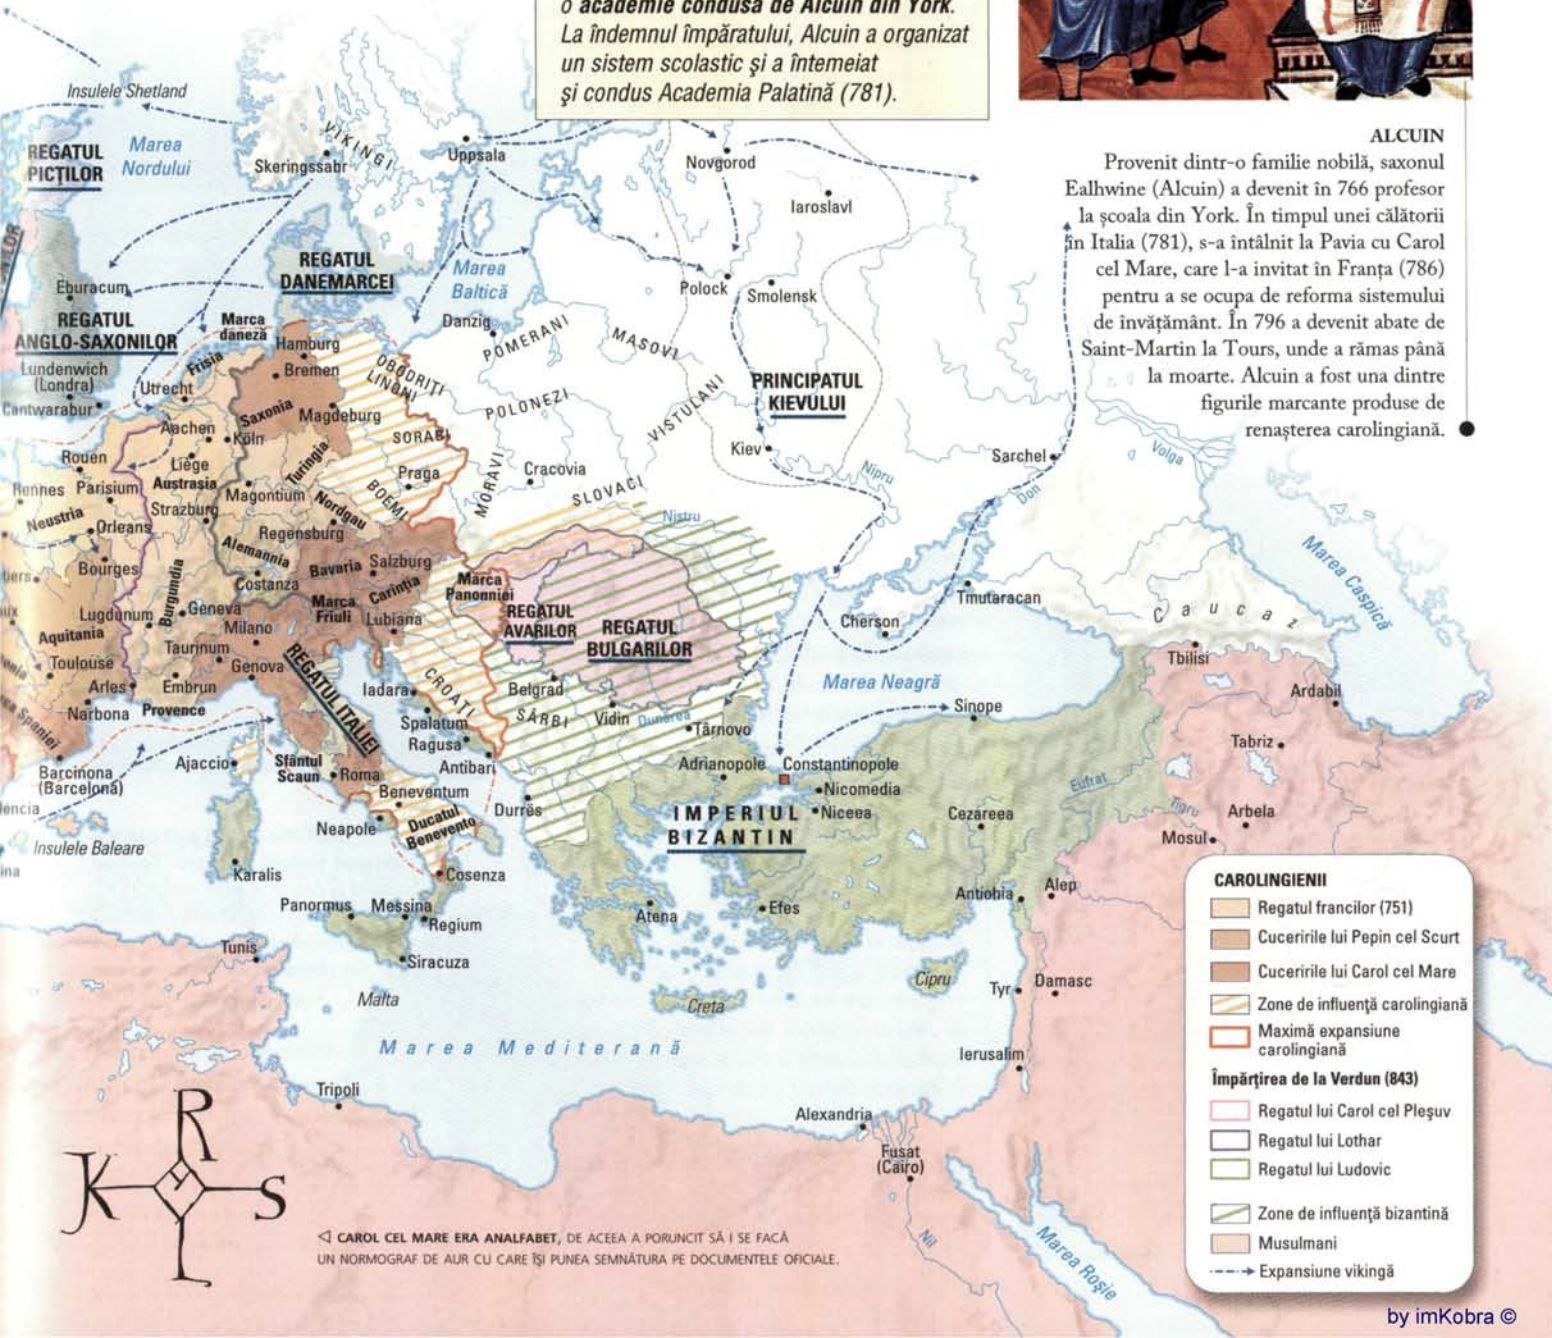 o academie condusă de Alcuin din York.
La îndemnul împăratului, Alcuin a organizat
un sistem scolastic şi a întemeiat
şi condus Academia Palatină (781).
ALCUIN
Provenit dintr-o familie nobilă, saxonul
Ealhwine (Alcuin) a devenit în 766 profesor
la școala din York. În timpul unei călătorii
în Italia (781), s-a întâlnit la Pavia cu Carol
cel Mare, care l-a invitat în Franța (786)
pentru a se ocupa de reforma sistemului
de învățământ. În 796 a devenit abate de
Saint-Martin la Tours, unde a rămas până
la moarte. Alcuin a fost una dintre
figurile marcante produse de
renașterea carolingiană.
Insulele Shetland
REGATUL
PICŢILOR
Marea
Nordului
Skeringssabr
VIKINGI
Uppsala
Novgorod
Iaroslavl
REGATUL
DANEMARCEI
Marea
Baltică
Polock
Smolensk
Eburacum
REGATUL
ANGLO-SAXONILOR
Marca
daneză
Danzig
POMERANI
MASOVI
Hamburg
Bremen
OBODRIŢI
LINONI
Lundenwich
(Londra)
Cantwarabur
Frisia
Utrecht
Saxonia
Magdeburg
POLONEZI
VISTULANI
PRINCIPATUL
KIEVULUI
Aachen
Köln
SORABI
Kiev
Nipru
Sarchel
Don
Volga
Rouen
Liège
Turingia
Praga
MORAVI
Cracovia
SLOVACI
Rennes
Parisium
Austrasia
Magontium
Nordgau
BOEMI
Nistru
Neustria
Orleans
Strazburg
Regensburg
Bourges
Alemannia
Costanza
Bavaria
Salzburg
Carintia
Marca
Panonniei
Burgundia
Marca
Friuli
Lubiana
REGATUL
AVARILOR
REGATUL
BULGARILOR
Lugdunum
Geneva
Milano
Aquitania
Taurinum
Toulouse
Genova
REGATUL ITALIEI
Arles
Embrun
Narbona
Provence
Iadara
CROAŢI
Belgrad
SÂRBI
Vidin
Dunărea
Târnovo
Spalatum
Ragusa
Antibari
Cherson
Tmutaracan
Caucaz
Marea Caspică
Tbilisi
Ardabil
Marea Neagră
Sinope
Tabriz
Spaniei
Barcinona
(Barcelona)
Ajaccio
Sfântul
Scaun
Roma
Beneventum
Neapole
Ducatul
Benevento
Durrës
Adrianopole
Constantinopole
Nicomedia
Niceea
IMPERIUL
BIZANTIN
Cezareea
Eufrat
Tigru
Arbela
Mosul
Insulele Baleare
Karalis
Cosenza
Panormus
Messina
Regium
Siracuza
Atena
Efes
Antiohia
Alep
Tunis
Malta
Creta
Cipru
Tyr
Damasc
Marea Mediterană
Ierusalim
Tripoli
Alexandria
Fusat
(Cairo)
Nil
Marea Roşie
K R S L
◁ CAROL CEL MARE ERA ANALFABET, DE ACEEA A PORUNCIT SĂ I SE FACĂ
UN NORMOGRAF DE AUR CU CARE ÎŞI PUNEA SEMNĂTURA PE DOCUMENTELE OFICIALE.
CAROLINGIENII
Regatul francilor (751)
Cuceririle lui Pepin cel Scurt
Cuceririle lui Carol cel Mare
Zone de influenţă carolingiană
Maximă expansiune
carolingiană
Împărţirea de la Verdun (843)
Regatul lui Carol cel Pleşuv
Regatul lui Lothar
Regatul lui Ludovic
Zone de influenţă bizantină
Musulmani
Expansiune vikingă
by imKobra ©